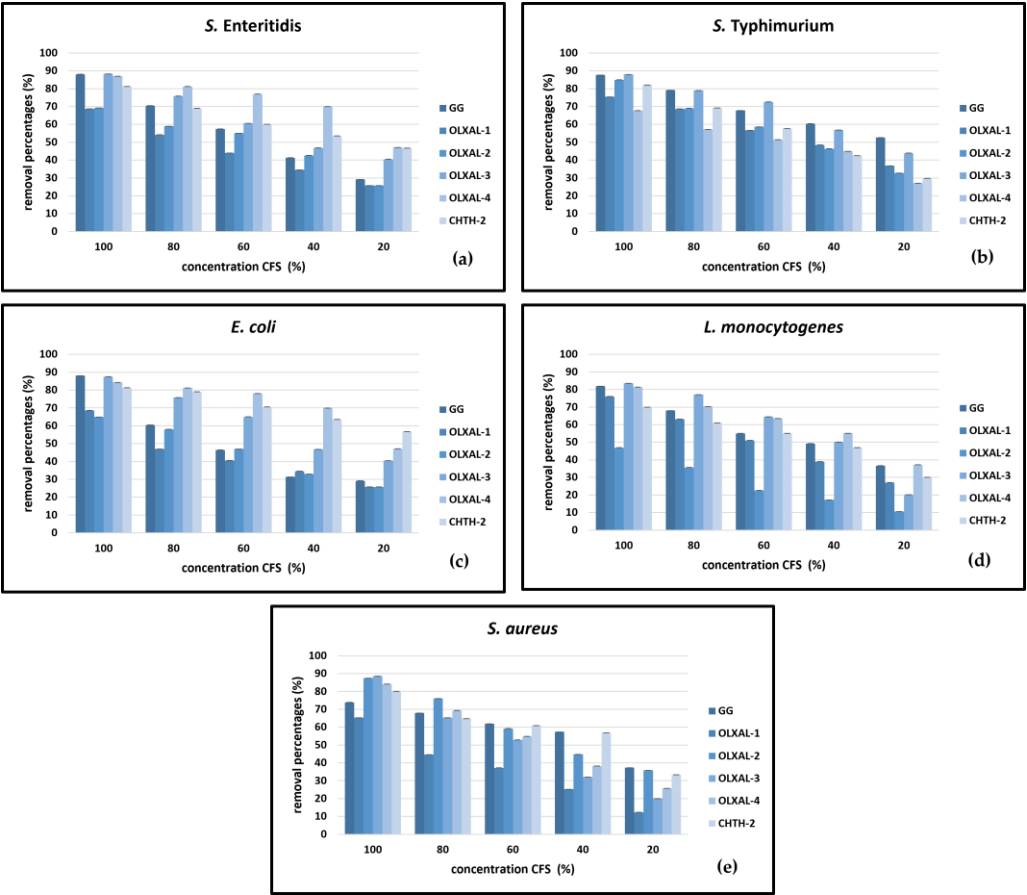 S. Enteritidis
removal percentages (%)
100
90
80
70
60
50
40
30
20
10
0
100 80 60 40 20
concentration CFS (%)
GG
OLXAL-1
OLXAL-2
OLXAL-3
OLXAL-4
CHTH-2
(a)
S. Typhimurium
removal percentages (%)
100
90
80
70
60
50
40
30
20
10
0
100 80 60 40 20
concentration CFS (%)
GG
OLXAL-1
OLXAL-2
OLXAL-3
OLXAL-4
CHTH-2
(b)
E. coli
removal percentages (%)
100
90
80
70
60
50
40
30
20
10
0
100 80 60 40 20
concentration CFS (%)
GG
OLXAL-1
OLXAL-2
OLXAL-3
OLXAL-4
CHTH-2
(c)
L. monocytogenes
removal percentages (%)
100
90
80
70
60
50
40
30
20
10
0
100 80 60 40 20
concentration CFS (%)
GG
OLXAL-1
OLXAL-2
OLXAL-3
OLXAL-4
CHTH-2
(d)
S. aureus
removal percentages (%)
100
90
80
70
60
50
40
30
20
10
0
100 80 60 40 20
concentration CFS (%)
GG
OLXAL-1
OLXAL-2
OLXAL-3
OLXAL-4
CHTH-2
(e)